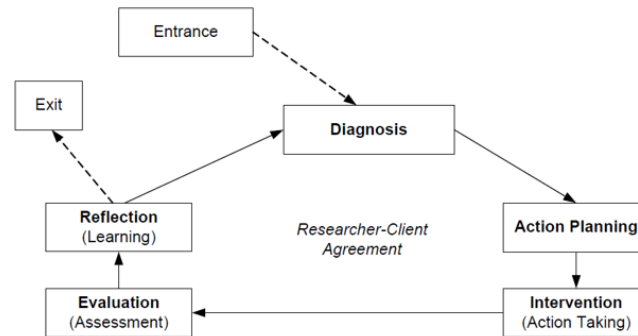 Entrance
Exit
Diagnosis
Reflection
(Learning)
Researcher-Client
Agreement
Action Planning
Evaluation
(Assessment)
Intervention
(Action Taking)